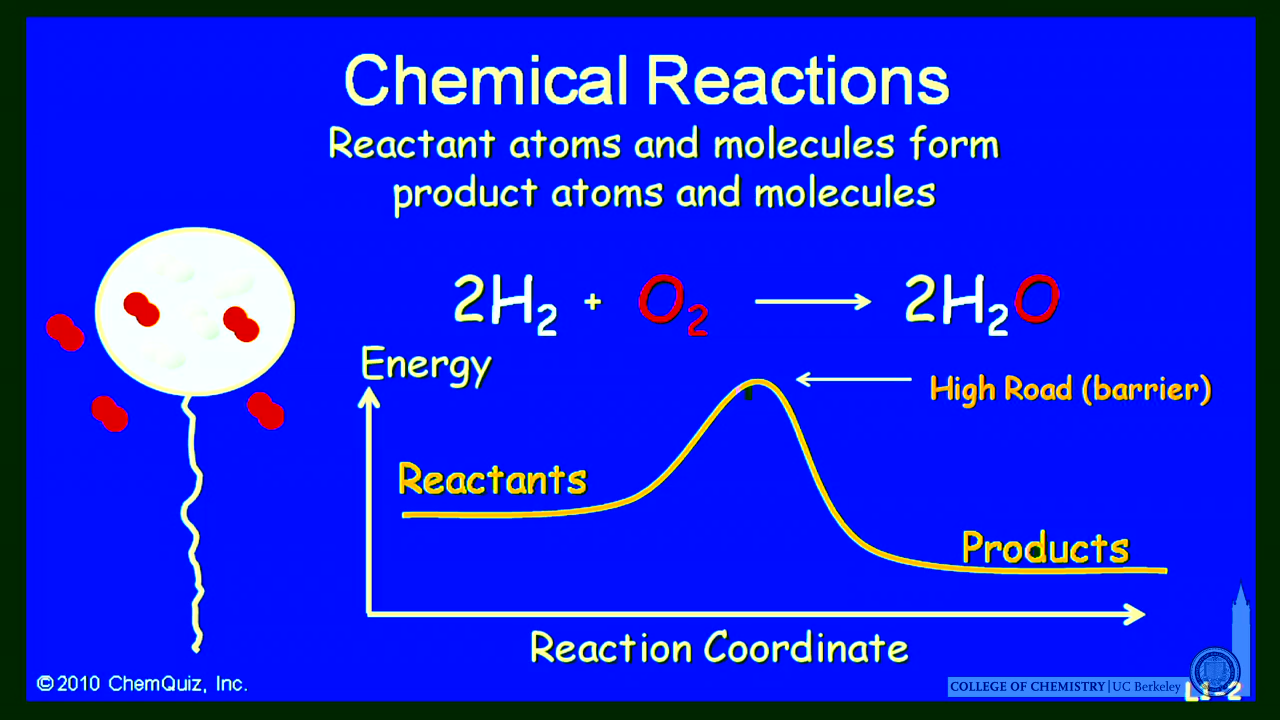 Chemical Reactions
Reactant atoms and molecules form
product atoms and molecules
2H₂ + O₂ ⟶ 2H₂O
Energy
High Road (barrier)
Reactants
Products
Reaction Coordinate
©2010 ChemQuiz, Inc.
COLLEGE OF CHEMISTRY | UC Berkeley
L1-2